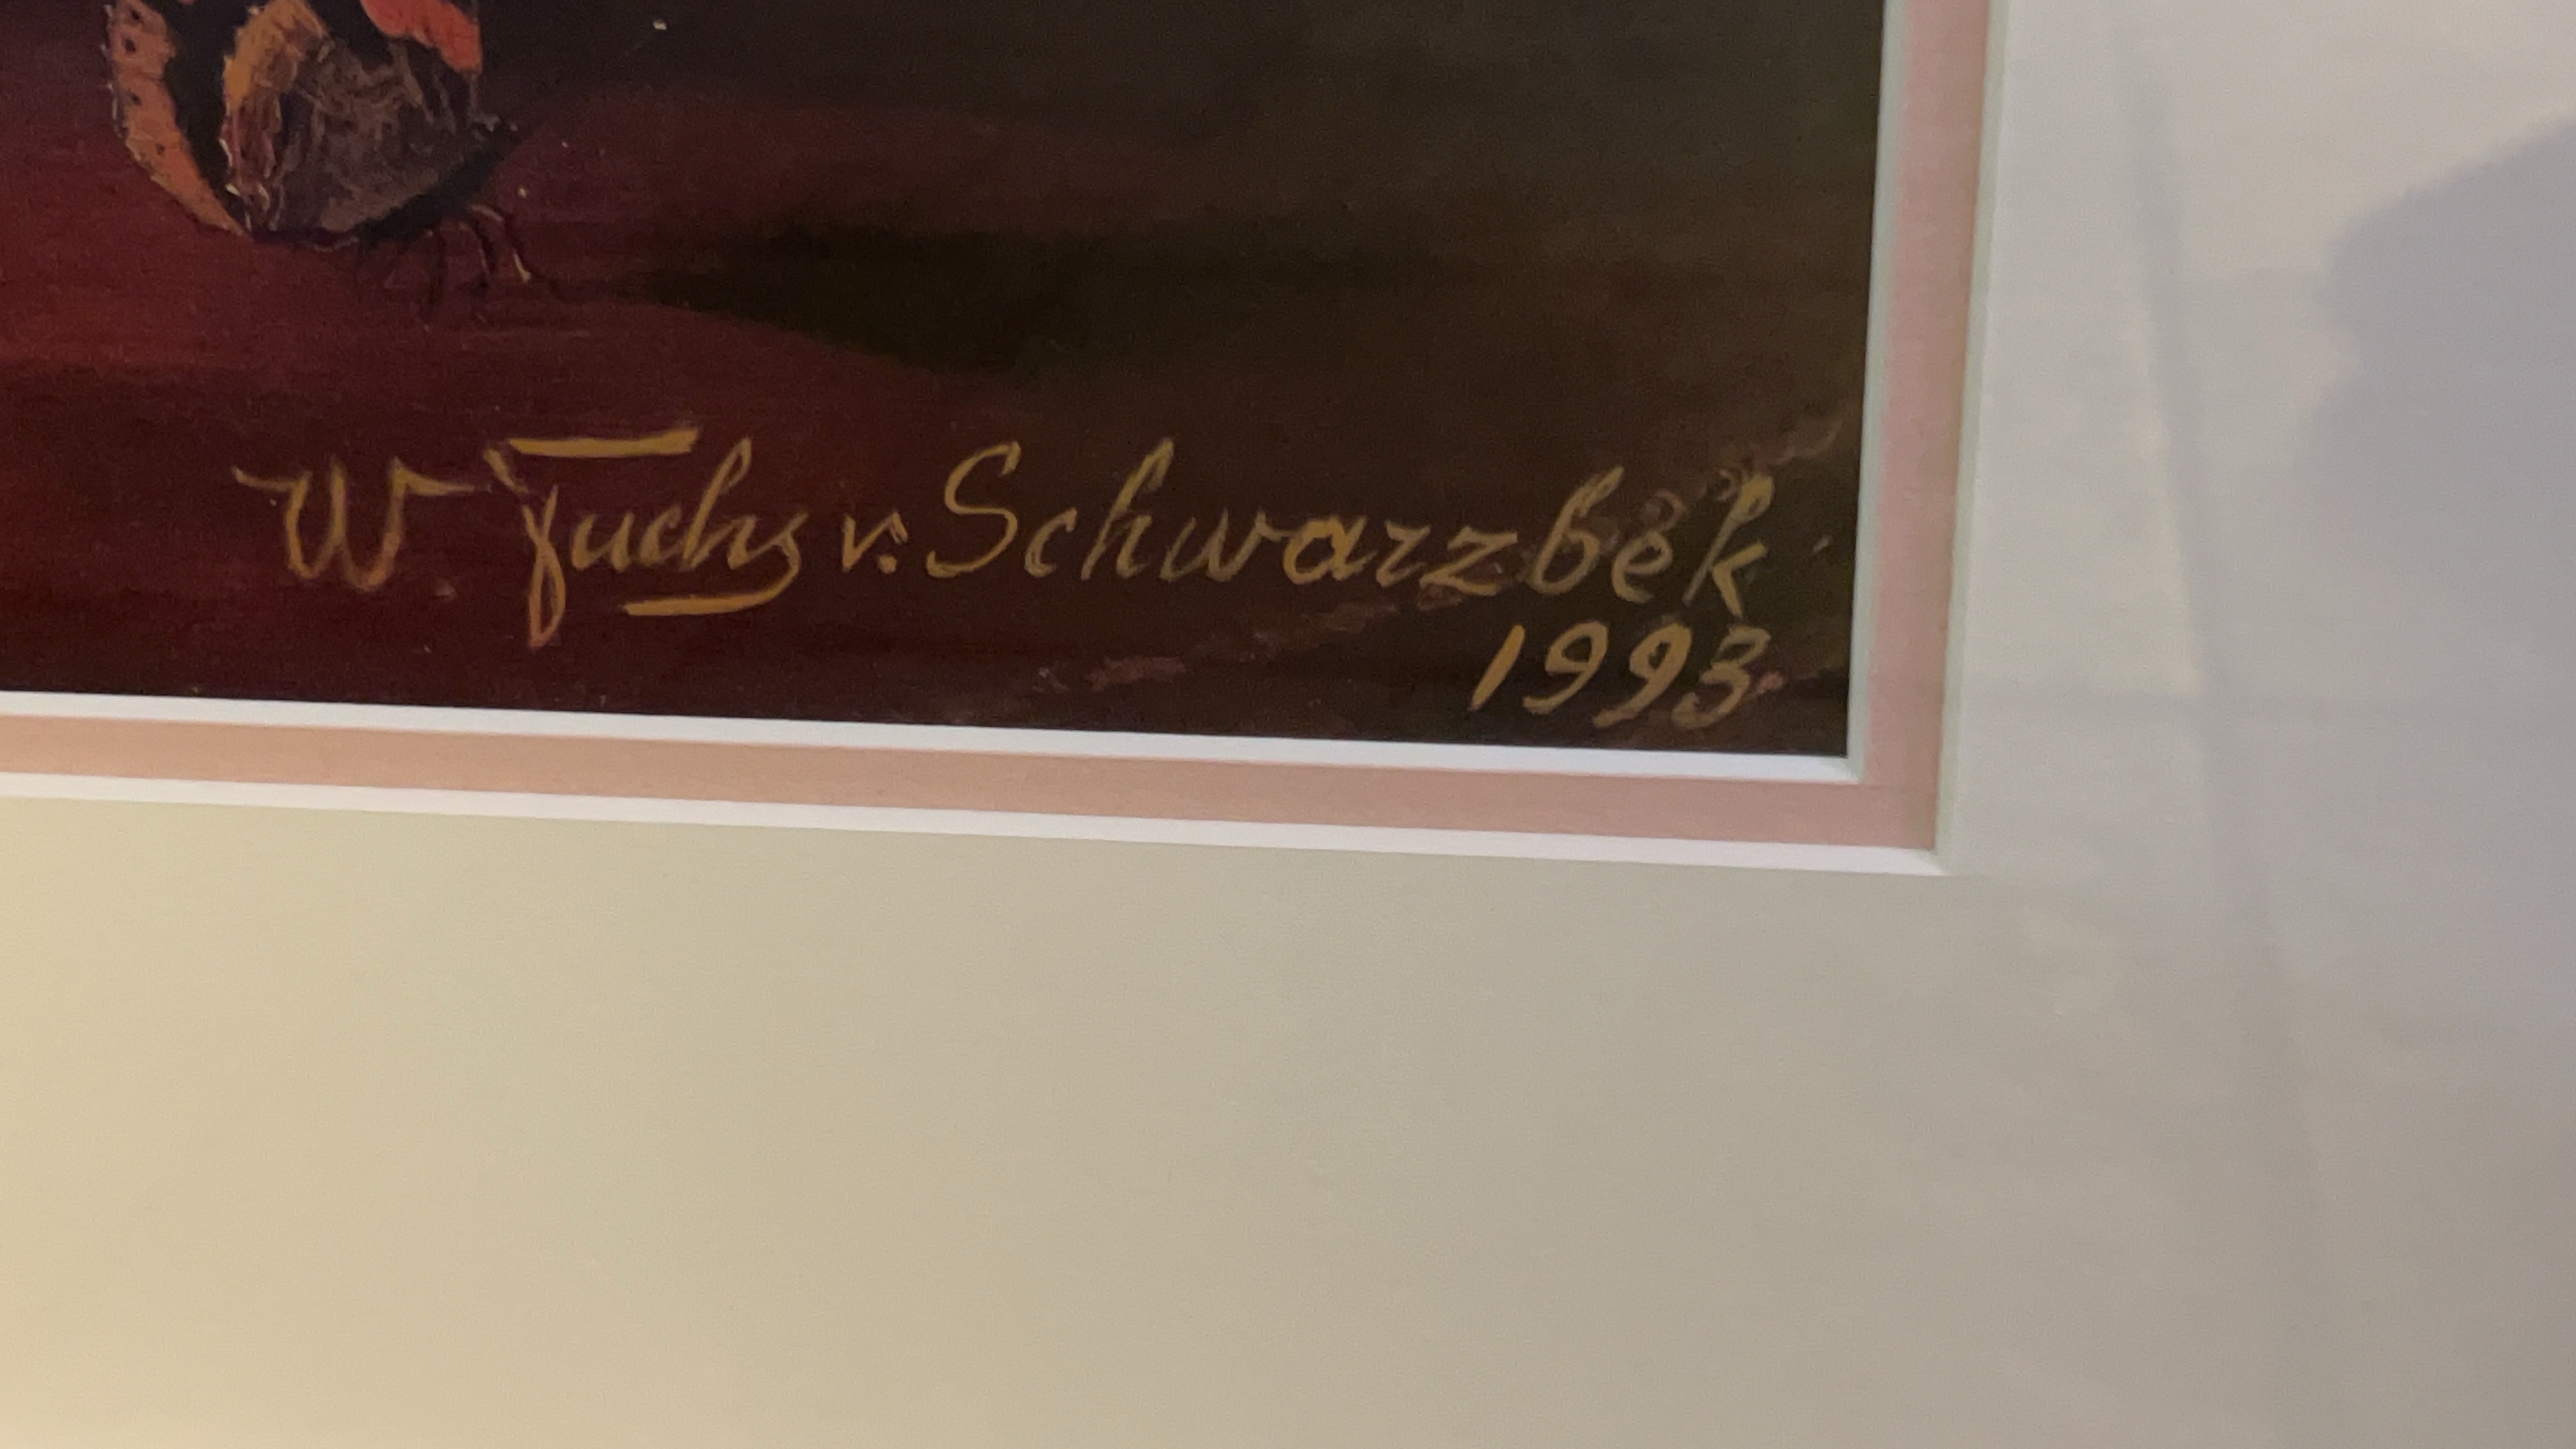 W. Fuchs v. Schwarzbek
1993